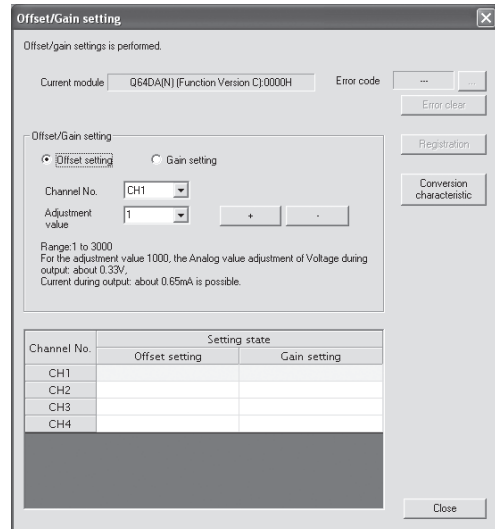 Offset/Gain setting
Offset/gain settings is performed.
Current module Q64DA(N) (Function Version C):0000H Error code --- ...
Error clear
Offset/Gain setting
Registration
Offset setting Gain setting
Channel No. CH1
Conversion
characteristic
Adjustment
value
1 + -
Range:1 to 3000
For the adjustment value 1000, the Analog value adjustment of Voltage during
output: about 0.33V,
Current during output: about 0.65mA is possible.
Channel No. Setting state
Offset setting Gain setting
CH1
CH2
CH3
CH4
Close